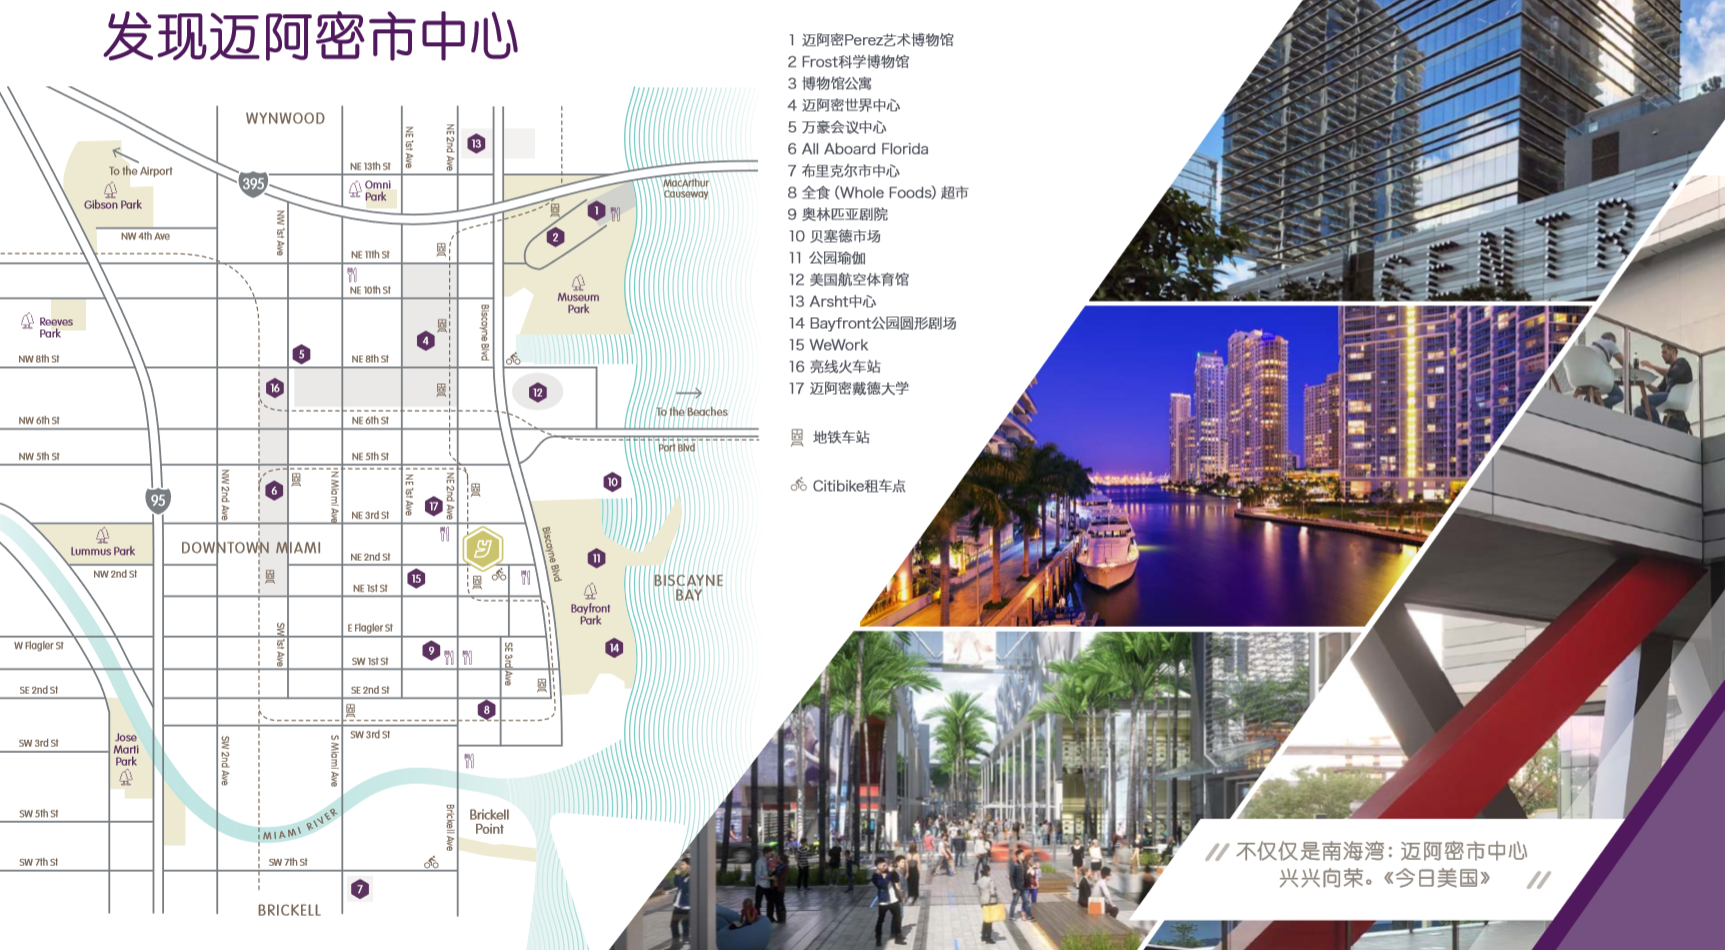 发现迈阿密市中心
WYNWOOD
NE 1st Ave
NE 2nd Ave
13
To the Airport
Gibson Park
395
NE 13th St
Omni
Park
MacArthur
Causeway
NW 4th Ave
NW 1st Ave
1
2
NE 11th St
NE 10th St
Museum
Park
Reeves
Park
Biscayne Blvd
NW 8th St
5
NE 8th St
4
16
12
To the Beaches
NW 6th St
NE 6th St
Port Blvd
NW 5th St
NE 5th St
95
NW 2nd Ave
6
N Miami Ave
NE 1st Ave
NE 2nd Ave
17
10
NE 3rd St
Biscayne Blvd
Lummus Park
DOWNTOWN MIAMI
NE 2nd St
11
NW 2nd St
15
NE 1st St
BISCAYNE
BAY
Bayfront
Park
SW 1st Ave
E Flagler St
W Flagler St
9
SW 1st St
SE 3rd Ave
14
SE 2nd St
SE 2nd St
8
Jose
Marti
Park
SW 3rd St
SW 2nd Ave
S Miami Ave
SW 3rd St
SW 5th St
MIAMI RIVER
Brickell Ave
Brickell
Point
SW 7th St
SW 7th St
7
BRICKELL
1 迈阿密Perez艺术博物馆
2 Frost科学博物馆
3 博物馆公寓
4 迈阿密世界中心
5 万豪会议中心
6 All Aboard Florida
7 布里克尔市中心
8 全食 (Whole Foods) 超市
9 奥林匹亚剧院
10 贝塞德市场
11 公园瑜伽
12 美国航空体育馆
13 Arsht中心
14 Bayfront公园圆形剧场
15 WeWork
16 亮线火车站
17 迈阿密戴德大学
地铁车站
Citibike租车点
CENTR
“不仅仅是南海湾：迈阿密市中心
兴兴向荣。《今日美国》”